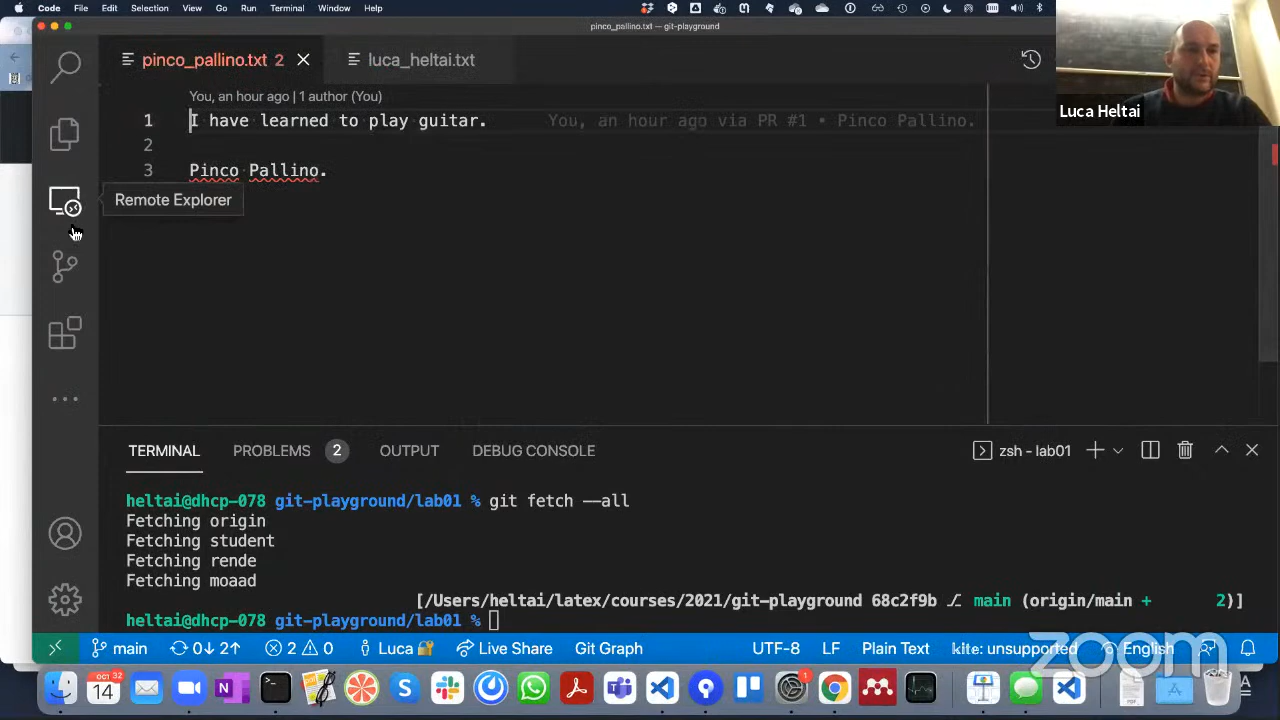 Code File Edit Selection View Go Run Terminal Window Help
pinco_pallino.txt — git-playground
pinco_pallino.txt 2
luca_heltai.txt
Luca Heltai
You, an hour ago | 1 author (You)
1 I have learned to play guitar. You, an hour ago via PR #1 • Pinco Pallino.
2
3 Pinco Pallino.
Remote Explorer
TERMINAL PROBLEMS 2 OUTPUT DEBUG CONSOLE zsh - lab01
heltai@dhcp-078 git-playground/lab01 % git fetch --all
Fetching origin
Fetching student
Fetching rende
Fetching moaad
[/Users/heltai/latex/courses/2021/git-playground 68c2f9b main (origin/main + 2)]
heltai@dhcp-078 git-playground/lab01 %
main 0↓ 2↑ 2 0 Luca Live Share Git Graph UTF-8 LF Plain Text kite: unsupported English
zoom
OCT 32
14
1